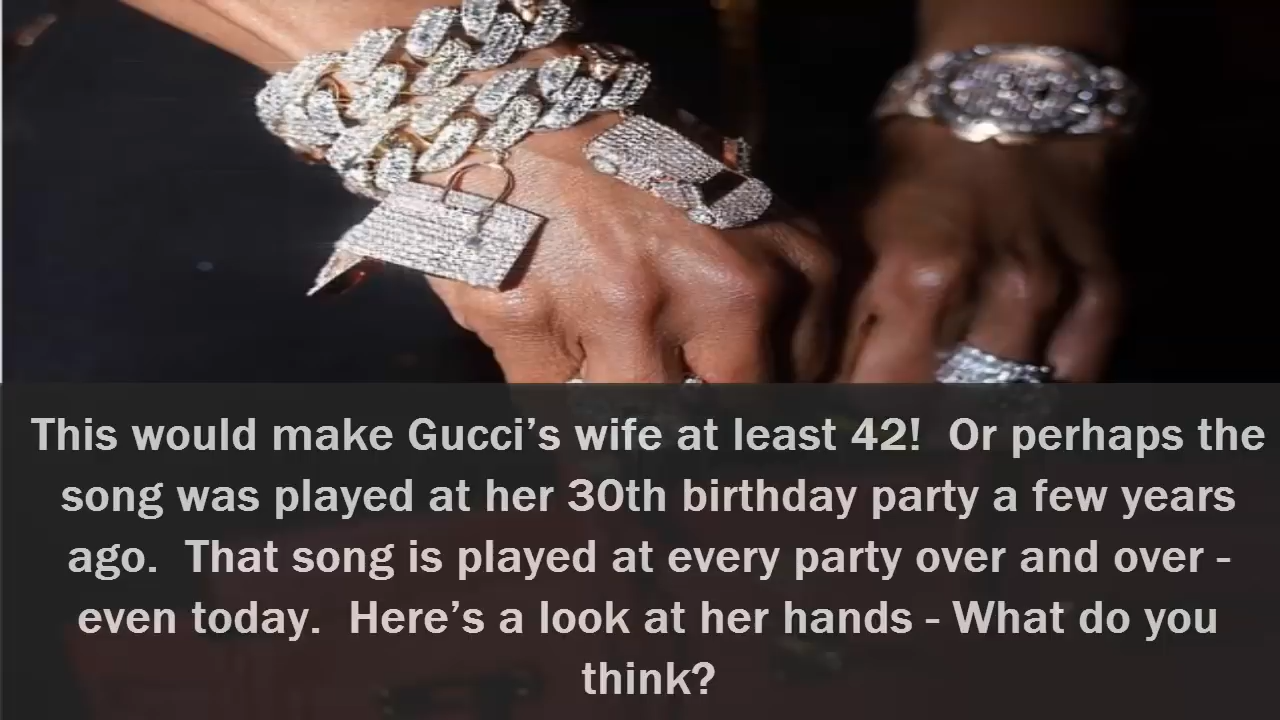 This would make Gucci’s wife at least 42!  Or perhaps the
song was played at her 30th birthday party a few years
ago.  That song is played at every party over and over -
even today.  Here’s a look at her hands - What do you
think?